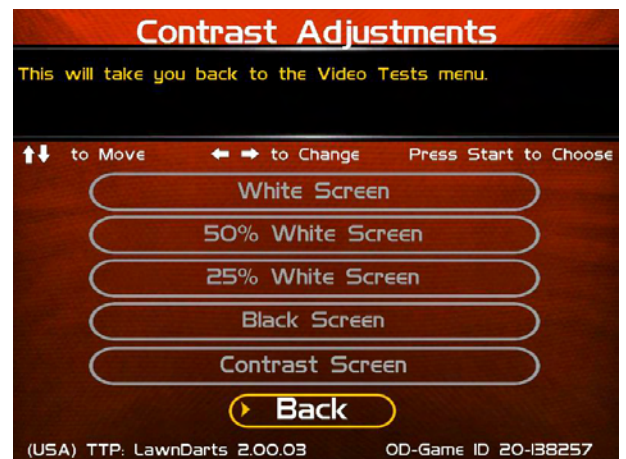 Contrast Adjustments
This will take you back to the Video Tests menu.
to Move to Change Press Start to Choose
White Screen
50% White Screen
25% White Screen
Black Screen
Contrast Screen
Back
(USA) TTP: LawnDarts 2.00.03 OD-Game ID 20-138257